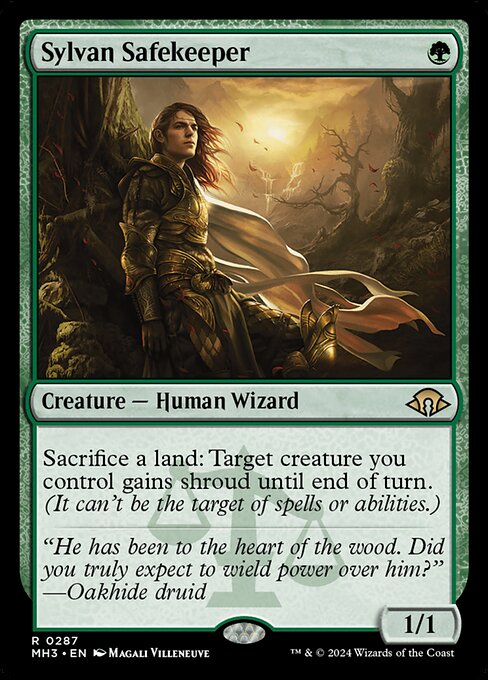 Sylvan Safekeeper
Creature — Human Wizard
Sacrifice a land: Target creature you
control gains shroud until end of turn.
(It can't be the target of spells or abilities.)
“He has been to the heart of the wood. Did
you truly expect to wield power over him?”
—Oakhide druid
1/1
R 0287
MH3 • EN Magali Villeneuve
™ & © 2024 Wizards of the Coast